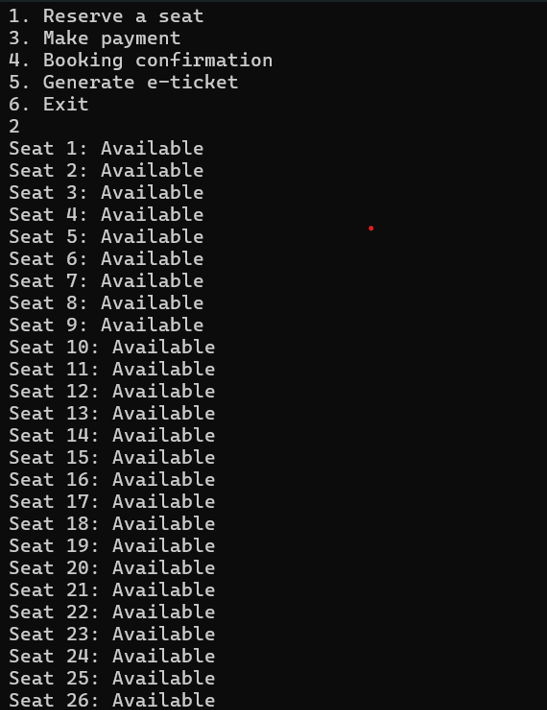 1. Reserve a seat
3. Make payment
4. Booking confirmation
5. Generate e-ticket
6. Exit
2
Seat 1: Available
Seat 2: Available
Seat 3: Available
Seat 4: Available
Seat 5: Available
Seat 6: Available
Seat 7: Available
Seat 8: Available
Seat 9: Available
Seat 10: Available
Seat 11: Available
Seat 12: Available
Seat 13: Available
Seat 14: Available
Seat 15: Available
Seat 16: Available
Seat 17: Available
Seat 18: Available
Seat 19: Available
Seat 20: Available
Seat 21: Available
Seat 22: Available
Seat 23: Available
Seat 24: Available
Seat 25: Available
Seat 26: Available